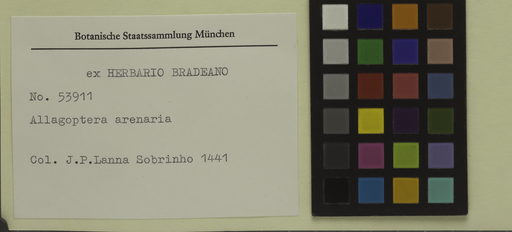 Botanische Staatssammlung München
ex HERBARIO BRADEANO
No. 53911
Allagoptera arenaria
Col. J.P.Lanna Sobrinho 1441